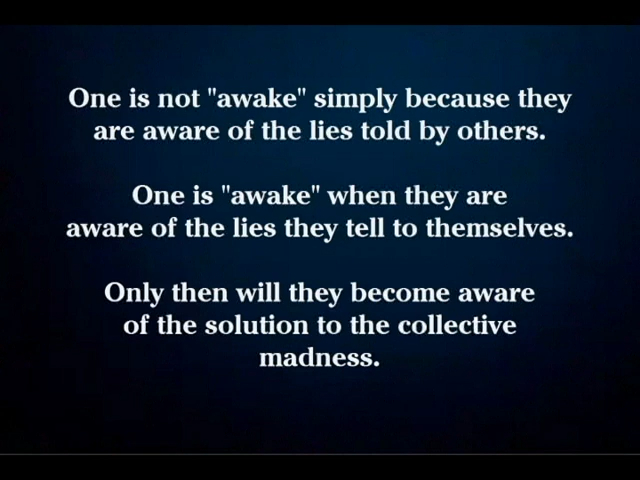 One is not "awake" simply because they
are aware of the lies told by others.
One is "awake" when they are
aware of the lies they tell to themselves.
Only then will they become aware
of the solution to the collective
madness.